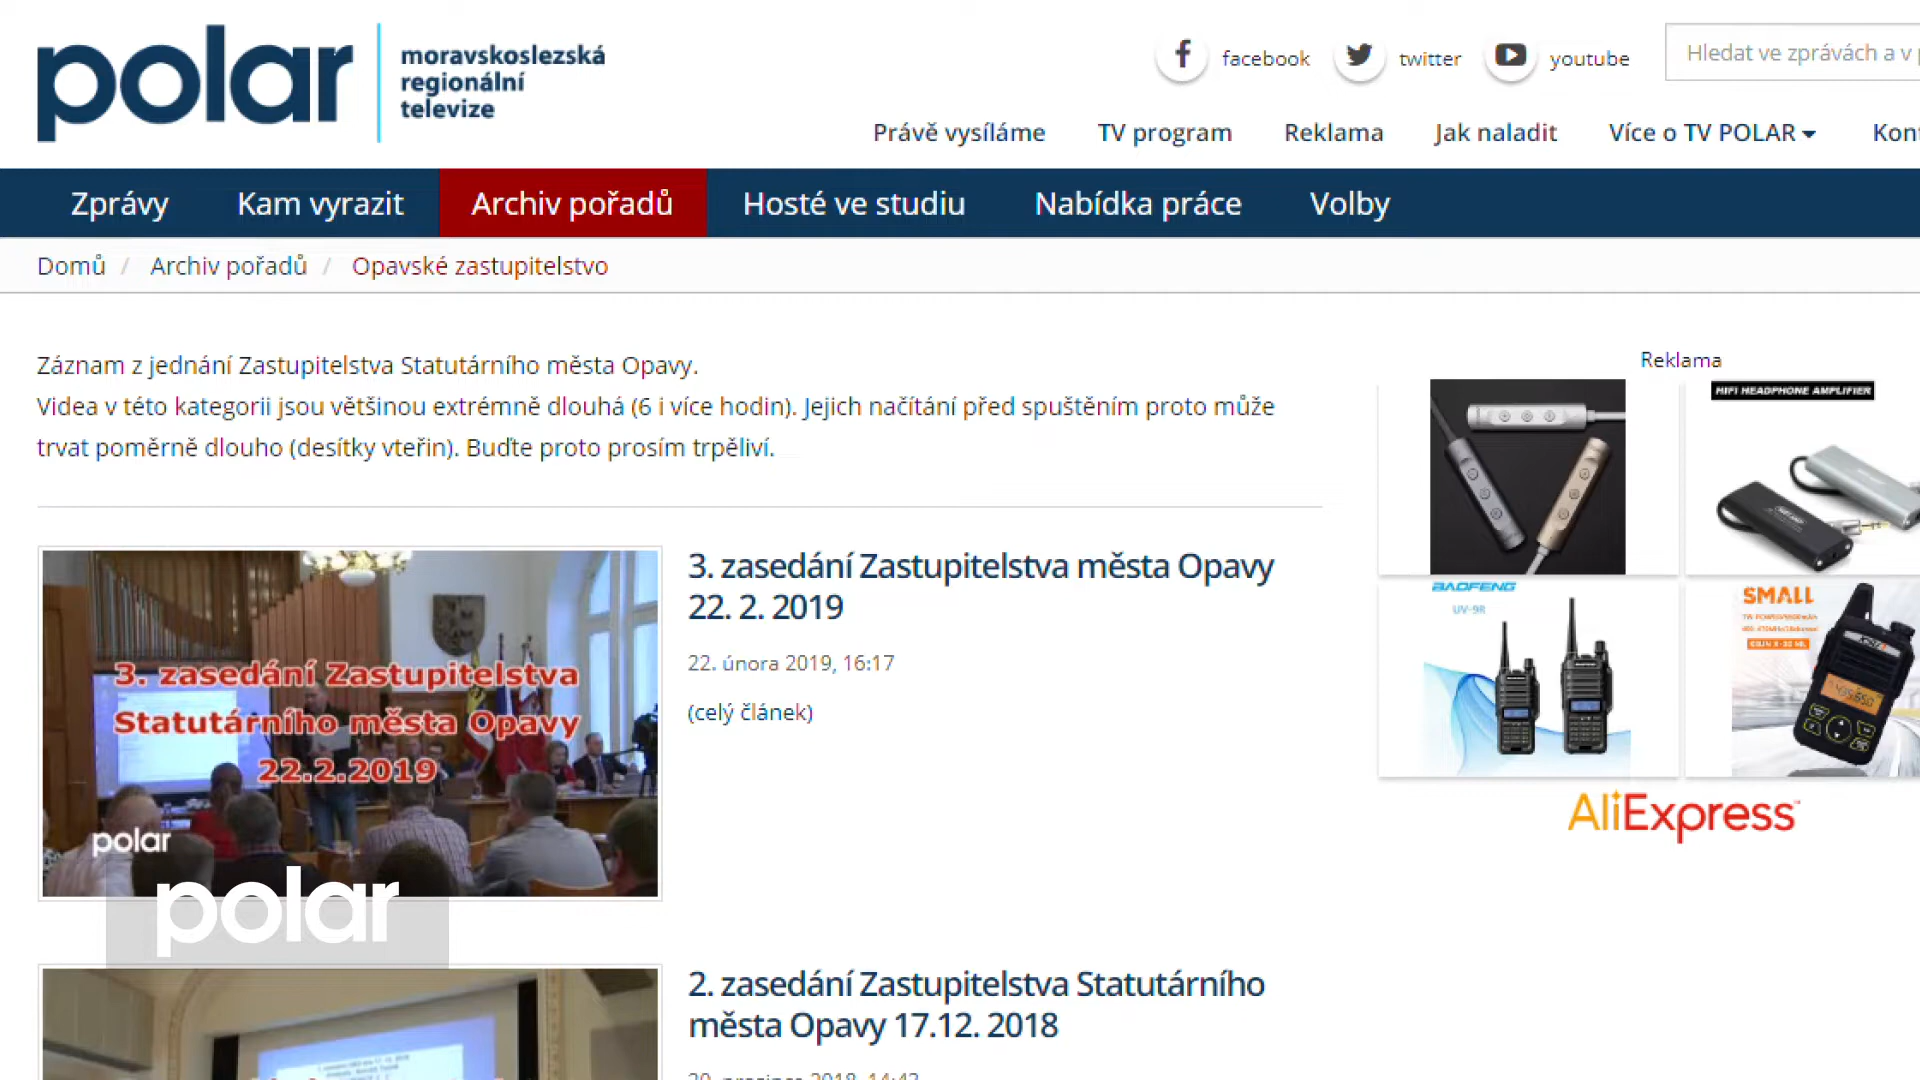 polar
moravskoslezská
regionální
televize
facebook
twitter
youtube
Hledat ve zprávách a v
Právě vysíláme
TV program
Reklama
Jak naladit
Více o TV POLAR
Zprávy
Kam vyrazit
Archiv pořadů
Hosté ve studiu
Nabídka práce
Volby
Domů / Archiv pořadů / Opavské zastupitelstvo
Záznam z jednání Zastupitelstva Statutárního města Opavy.
Videa v této kategorii jsou většinou extrémně dlouhá (6 i více hodin). Jejich načítání před spuštěním proto může
trvat poměrně dlouho (desítky vteřin). Buďte proto prosím trpěliví.
Reklama
HIFI HEADPHONE AMPLIFIER
BAOFENG
UV-9R
SMALL
AliExpress
3. zasedání Zastupitelstva
Statutárního města Opavy
22.2.2019
polar
polar
3. zasedání Zastupitelstva města Opavy
22. 2. 2019
22. února 2019, 16:17
(celý článek)
2. zasedání Zastupitelstva Statutárního
města Opavy 17.12. 2018